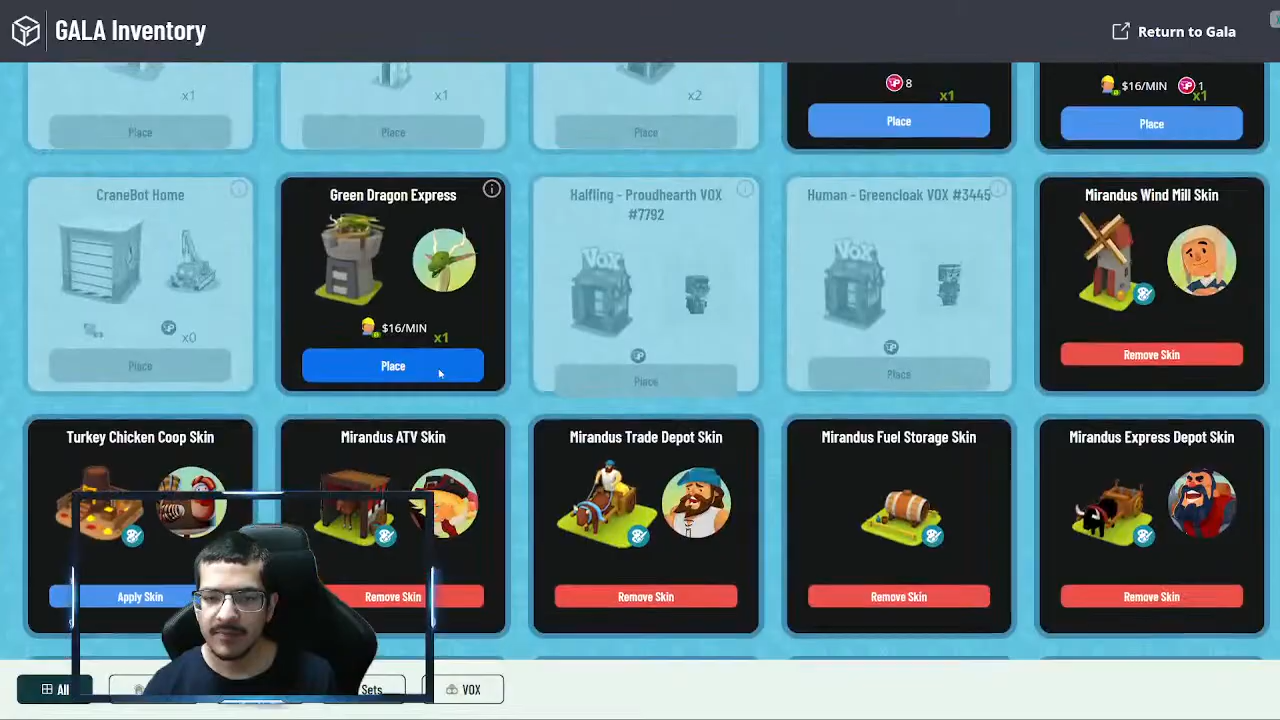 GALA Inventory
Return to Gala
x1
x1
x2
8
x1
$16/MIN
1
x1
Place
Place
Place
Place
Place
CraneBot Home
Green Dragon Express
Halfling - Proudhearth VOX
#7792
Human - Greencloak VOX #3445
Mirandus Wind Mill Skin
VOX
VOX
x0
$16/MIN
x1
Place
Place
Place
Place
Remove Skin
Turkey Chicken Coop Skin
Mirandus ATV Skin
Mirandus Trade Depot Skin
Mirandus Fuel Storage Skin
Mirandus Express Depot Skin
Apply Skin
Remove Skin
Remove Skin
Remove Skin
Remove Skin
All
Sets
VOX